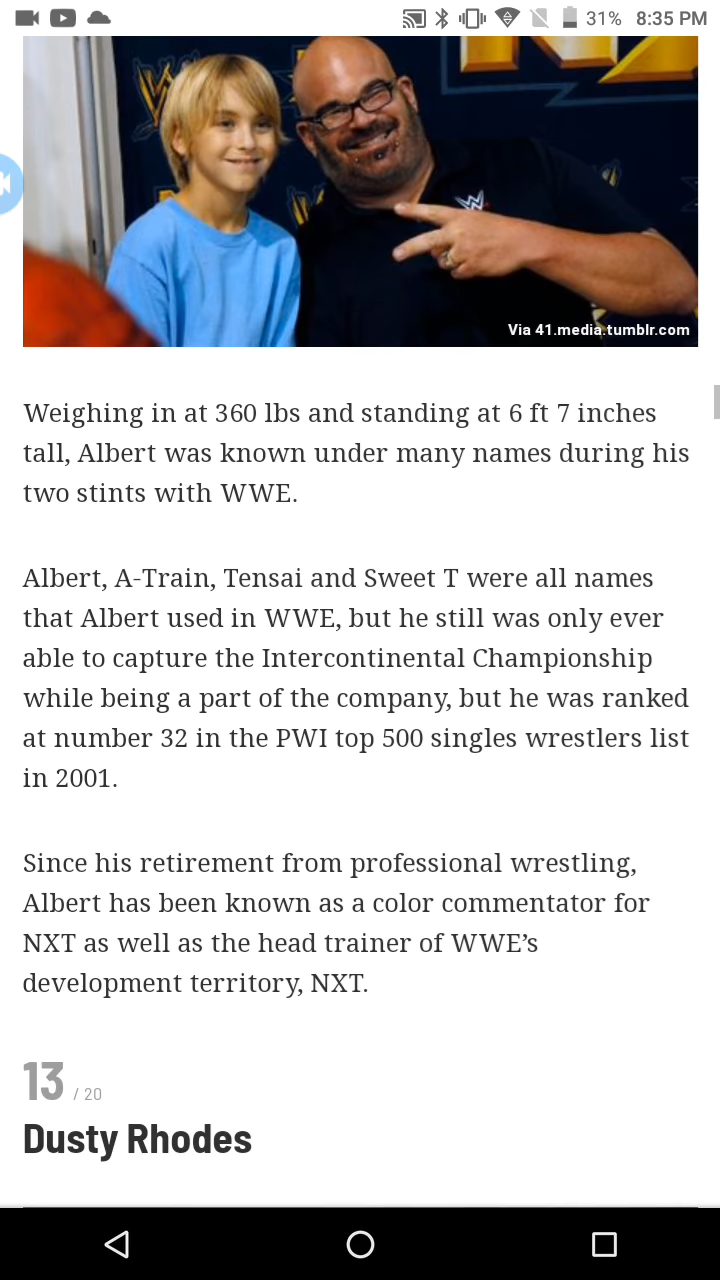 31% 8:35 PM
Via 41.media.tumblr.com
Weighing in at 360 lbs and standing at 6 ft 7 inches
tall, Albert was known under many names during his
two stints with WWE.
Albert, A-Train, Tensai and Sweet T were all names
that Albert used in WWE, but he still was only ever
able to capture the Intercontinental Championship
while being a part of the company, but he was ranked
at number 32 in the PWI top 500 singles wrestlers list
in 2001.
Since his retirement from professional wrestling,
Albert has been known as a color commentator for
NXT as well as the head trainer of WWE’s
development territory, NXT.
13 / 20
Dusty Rhodes